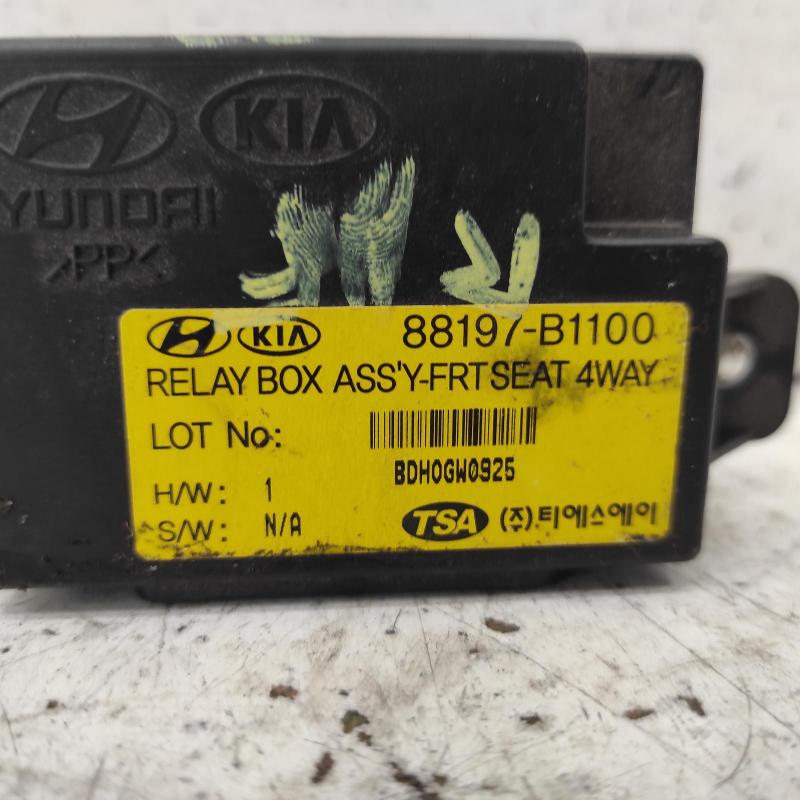 KIA
HYUNDAI
>PP<
KIA 88197-B1100
RELAY BOX ASS'Y-FRT SEAT 4WAY
LOT No:
BDH0GW0925
H/W: 1
S/W: N/A
TSA (주).티에스에이